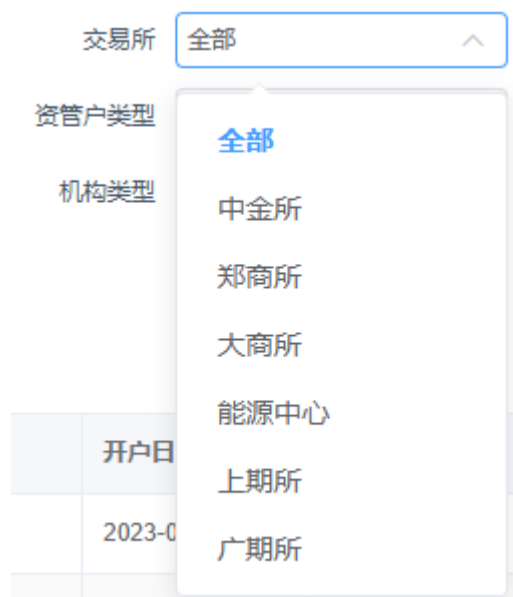 交易所 全部
资管户类型
全部
机构类型
中金所
郑商所
大商所
能源中心
开户日
上期所
2023-0
广期所